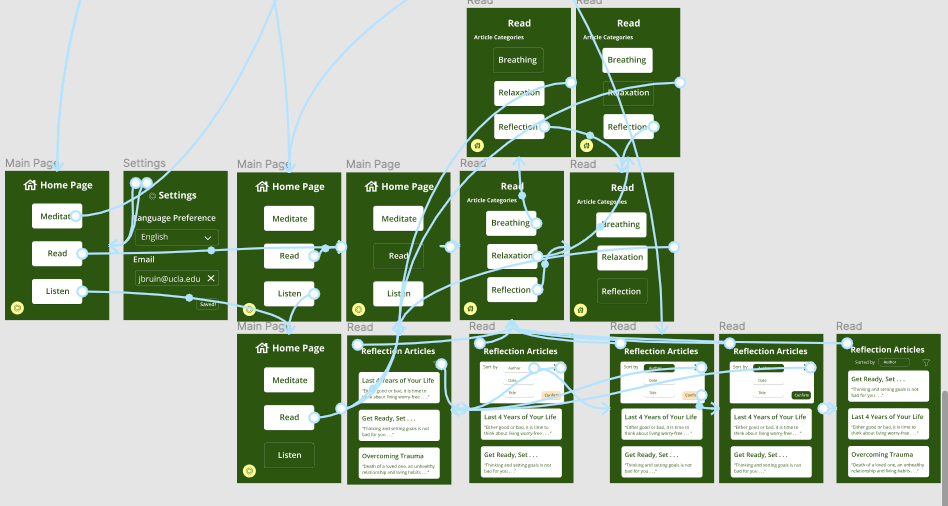 Read
Read
Read
Article Categories
Breathing
Relaxation
Reflection
Read
Article Categories
Breathing
Relaxation
Reflection
Main Page
Home Page
Meditate
Read
Listen
Settings
Settings
Language Preference
English
Email
jbruin@ucla.edu
Saved!
Main Page
Home Page
Meditate
Read
Listen
Main Page
Home Page
Meditate
Read
Listen
Read
Read
Article Categories
Breathing
Relaxation
Reflection
Read
Read
Article Categories
Breathing
Relaxation
Reflection
Main Page
Home Page
Meditate
Read
Listen
Read
Reflection Articles
Last 4 Years of Your Life
"Either good or bad, it is time to
think about living worry-free . . ."
Get Ready, Set . . .
"Thinking and setting goals is not
bad for you . . ."
Overcoming Trauma
"Death of a loved one, an unhealthy
relationship and living habits. . ."
Read
Reflection Articles
Sort by
Author
Date
Title
Confirm
Last 4 Years of Your Life
"Either good or bad, it is time to
think about living worry-free . . ."
Get Ready, Set . . .
"Thinking and setting goals is not
bad for you . . ."
Read
Reflection Articles
Sort by
Author
Date
Title
Confirm
Last 4 Years of Your Life
"Either good or bad, it is time to
think about living worry-free . . ."
Get Ready, Set . . .
"Thinking and setting goals is not
bad for you . . ."
Read
Reflection Articles
Sort by
Author
Date
Title
Confirm
Last 4 Years of Your Life
"Either good or bad, it is time to
think about living worry-free . . ."
Get Ready, Set . . .
"Thinking and setting goals is not
bad for you . . ."
Read
Reflection Articles
Sorted by
Author
Get Ready, Set . . .
"Thinking and setting goals is not
bad for you . . ."
Last 4 Years of Your Life
"Either good or bad, it is time to
think about living worry-free . . ."
Overcoming Trauma
"Death of a loved one, an unhealthy
relationship and living habits. . ."